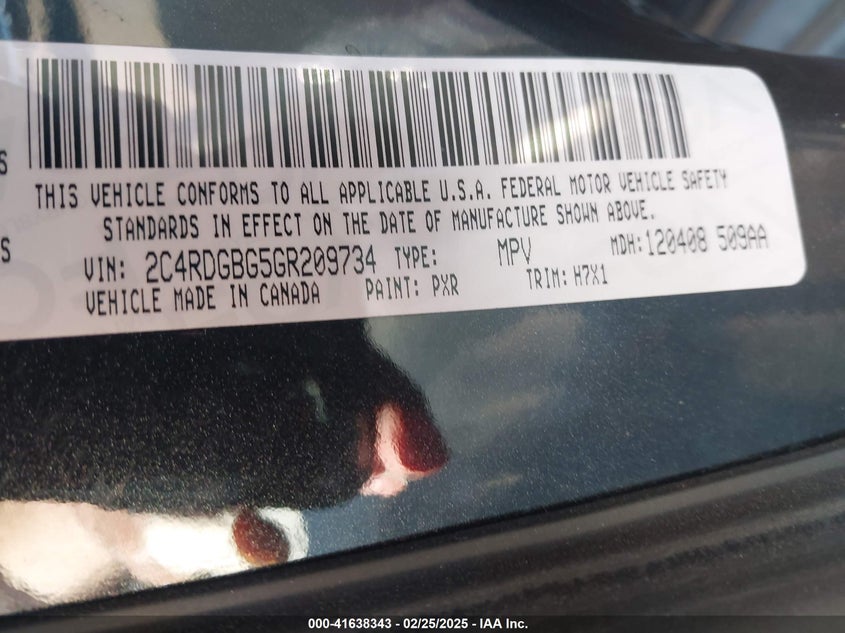 S
THIS VEHICLE CONFORMS TO ALL APPLICABLE U.S.A. FEDERAL MOTOR VEHICLE SAFETY
STANDARDS IN EFFECT ON THE DATE OF MANUFACTURE SHOWN ABOVE.
S
VIN: 2C4RDGBG5GR209734 TYPE: MPV MDH:120408 509AA
VEHICLE MADE IN CANADA PAINT: PXR TRIM: H7X1
000-41638343 - 02/25/2025 - IAA Inc.